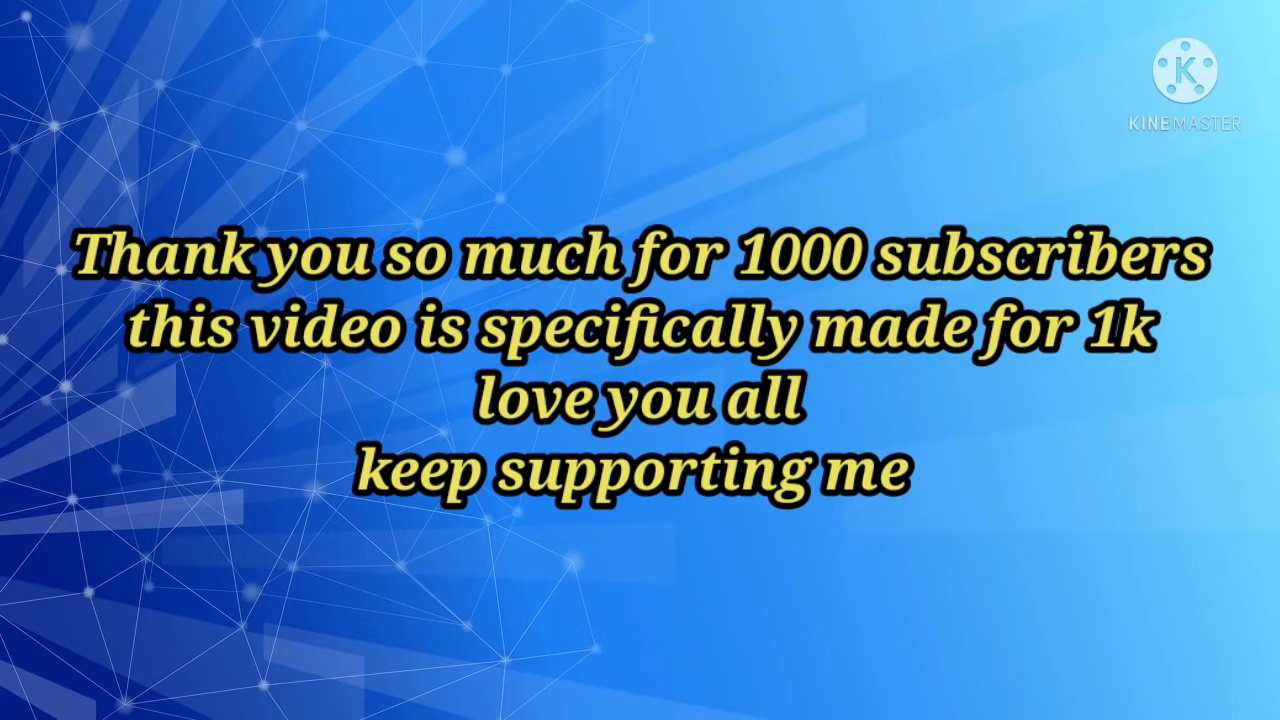 K
KINEMASTER
Thank you so much for 1000 subscribers
this video is specifically made for 1k
love you all
keep supporting me